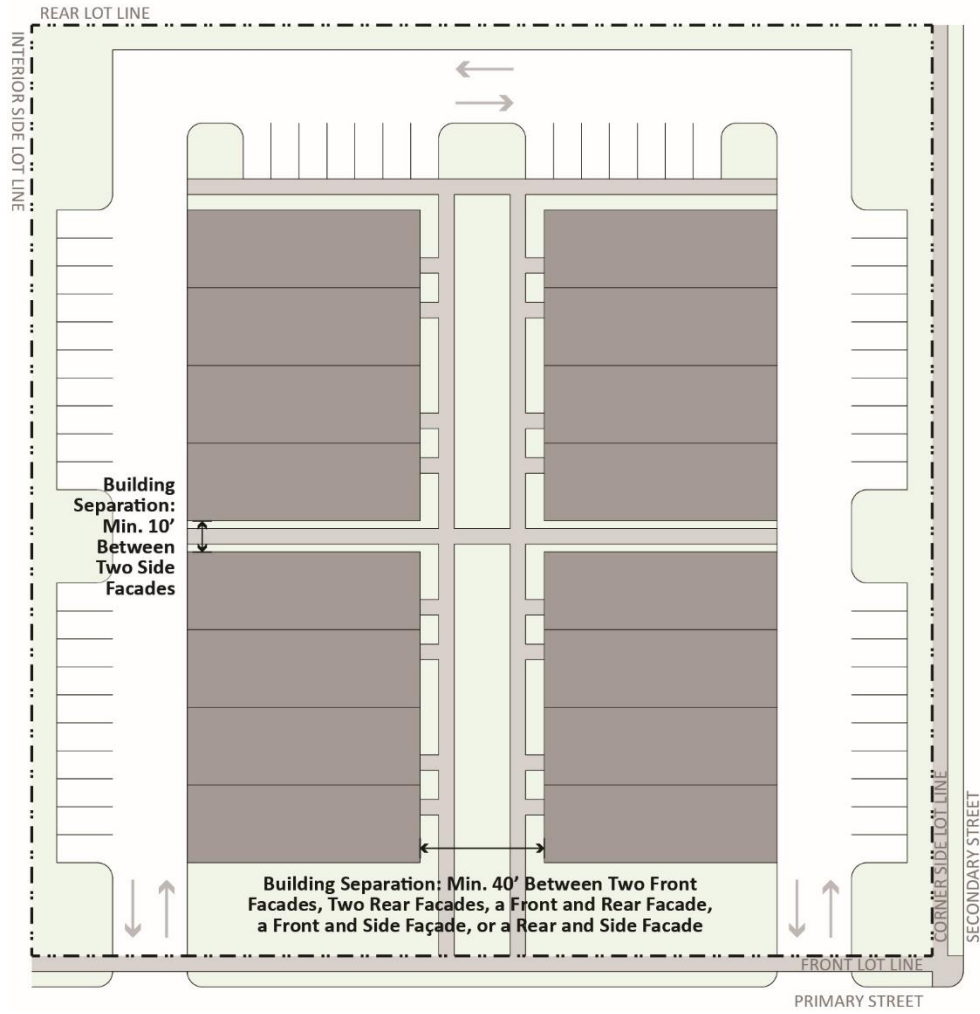 REAR LOT LINE
INTERIOR SIDE LOT LINE
Building
Separation:
Min. 10’
Between
Two Side
Facades
Building Separation: Min. 40’ Between Two Front
Facades, Two Rear Facades, a Front and Rear Facade,
a Front and Side Façade, or a Rear and Side Facade
CORNER SIDE LOT LINE
SECONDARY STREET
FRONT LOT LINE
PRIMARY STREET